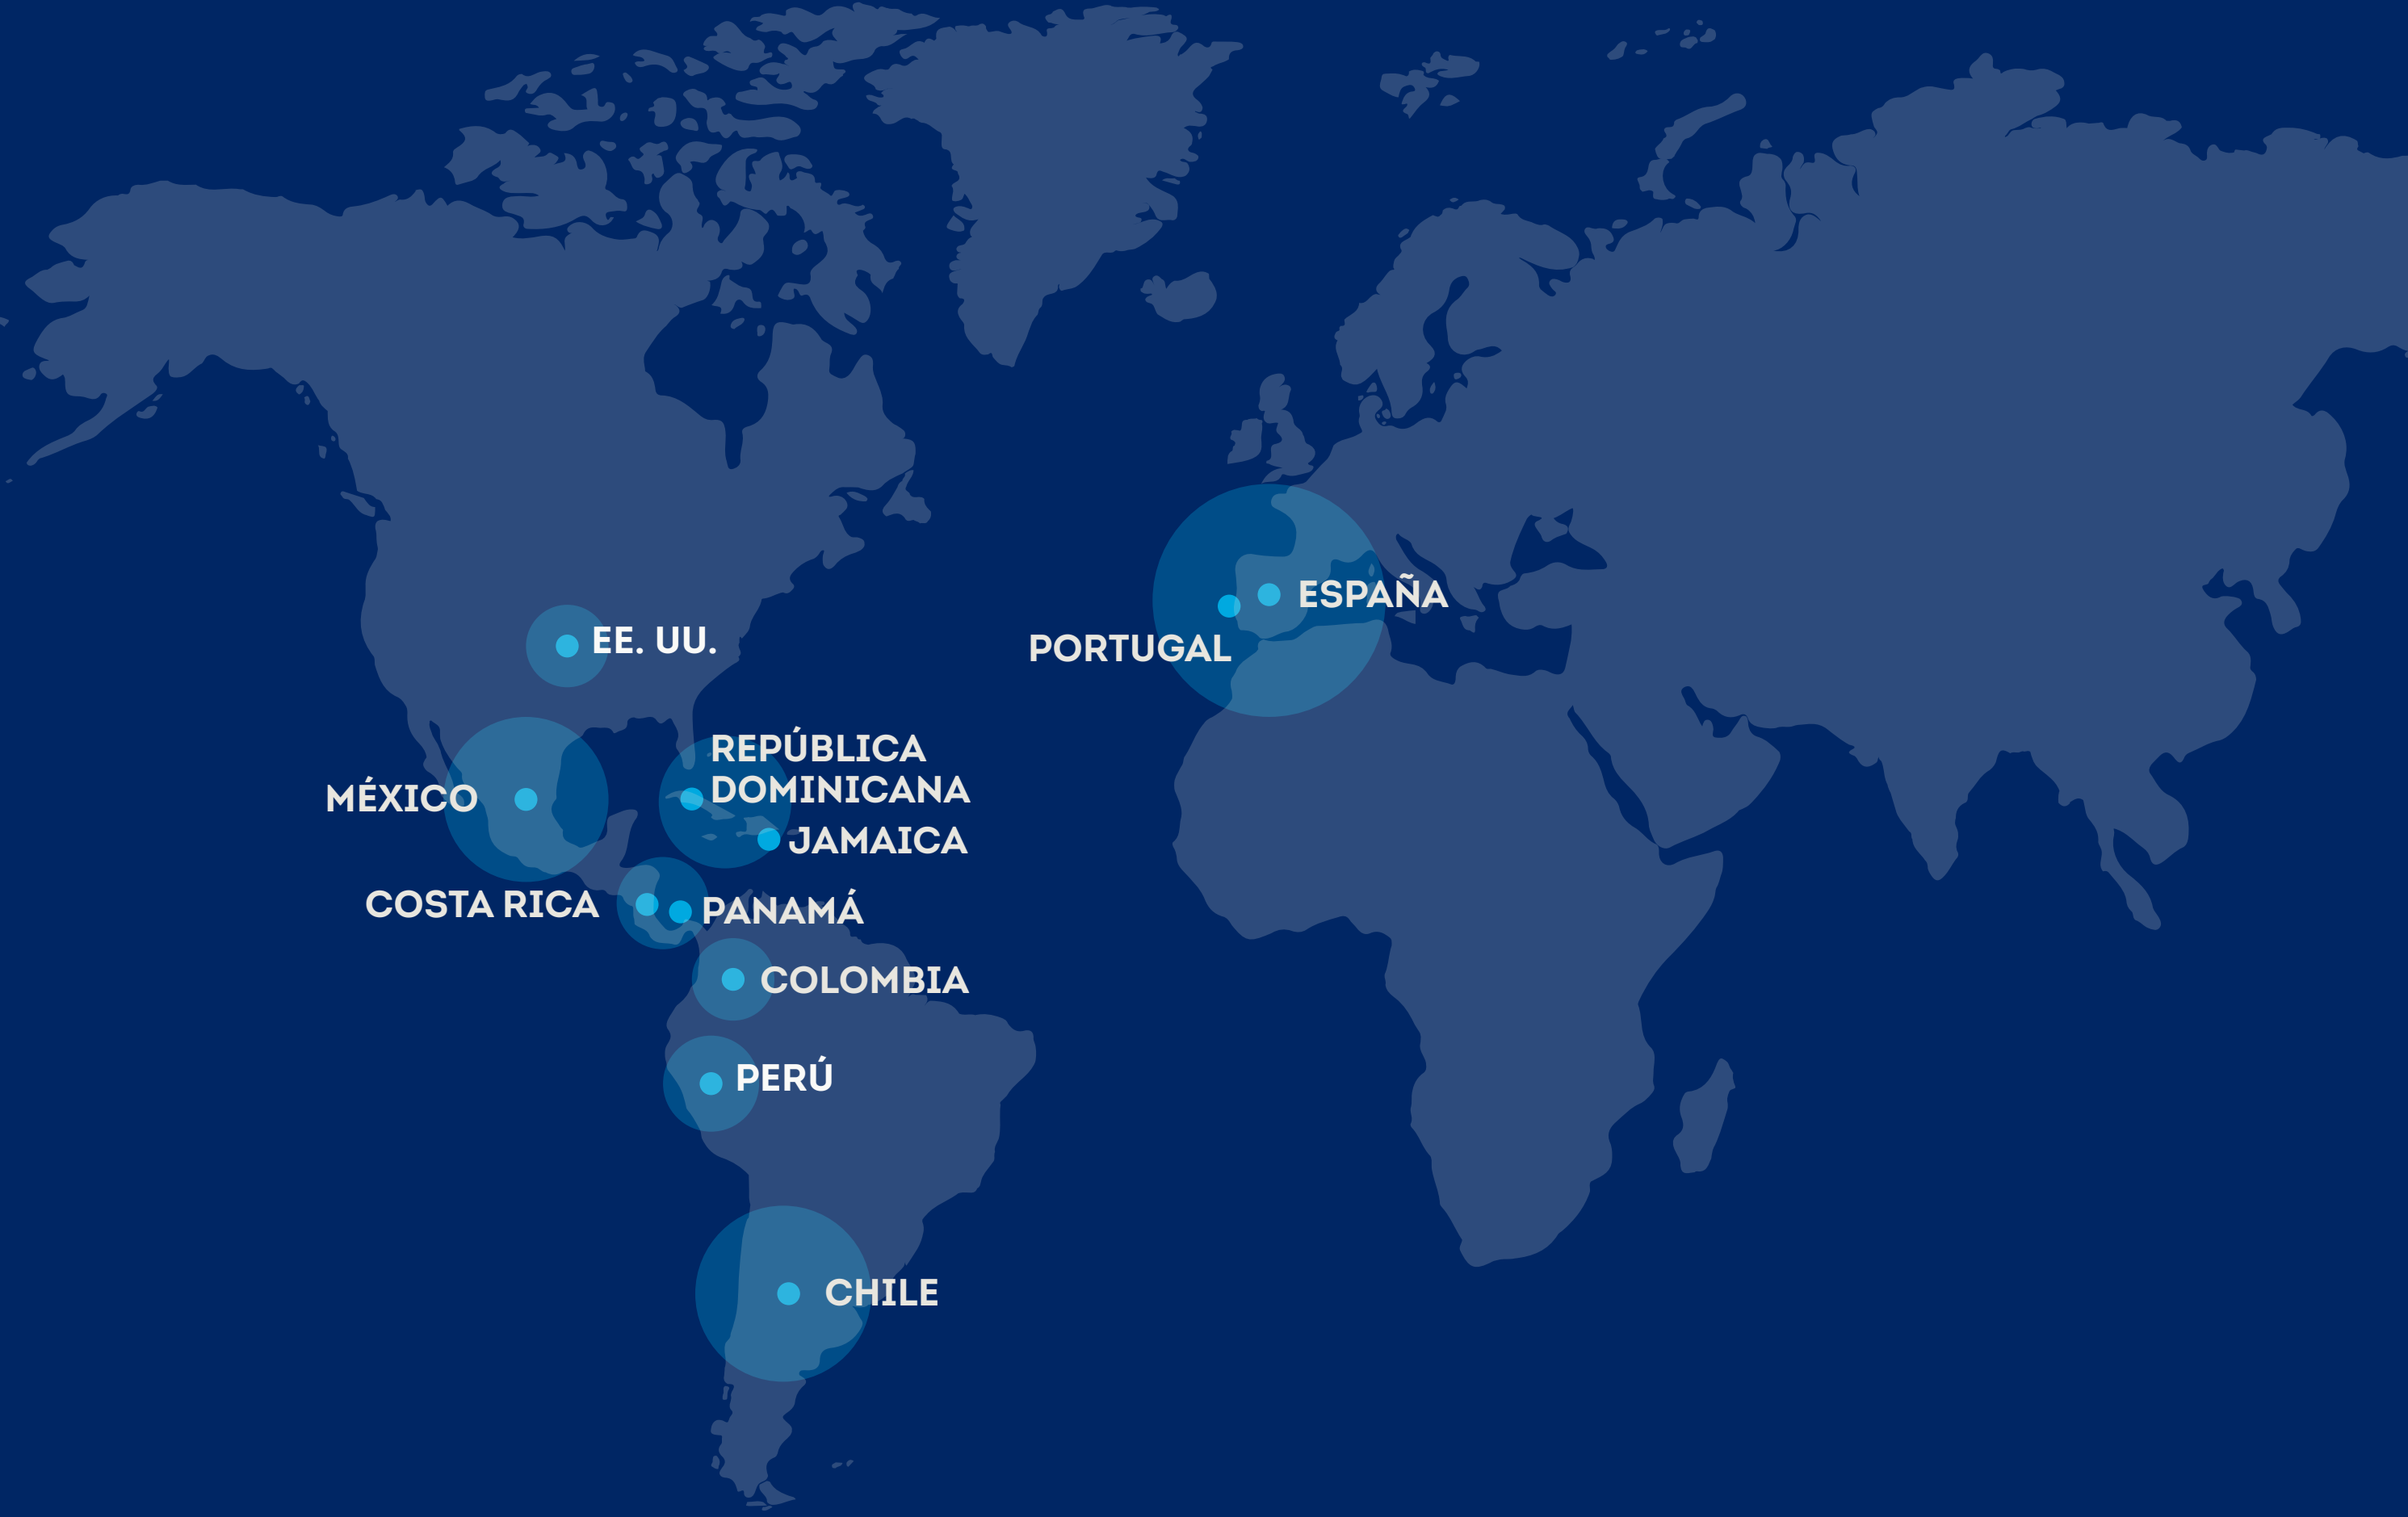 ESPAÑA
EE. UU.
PORTUGAL
REPÚBLICA
DOMINICANA
MÉXICO
JAMAICA
COSTA RICA
PANAMÁ
COLOMBIA
PERÚ
CHILE